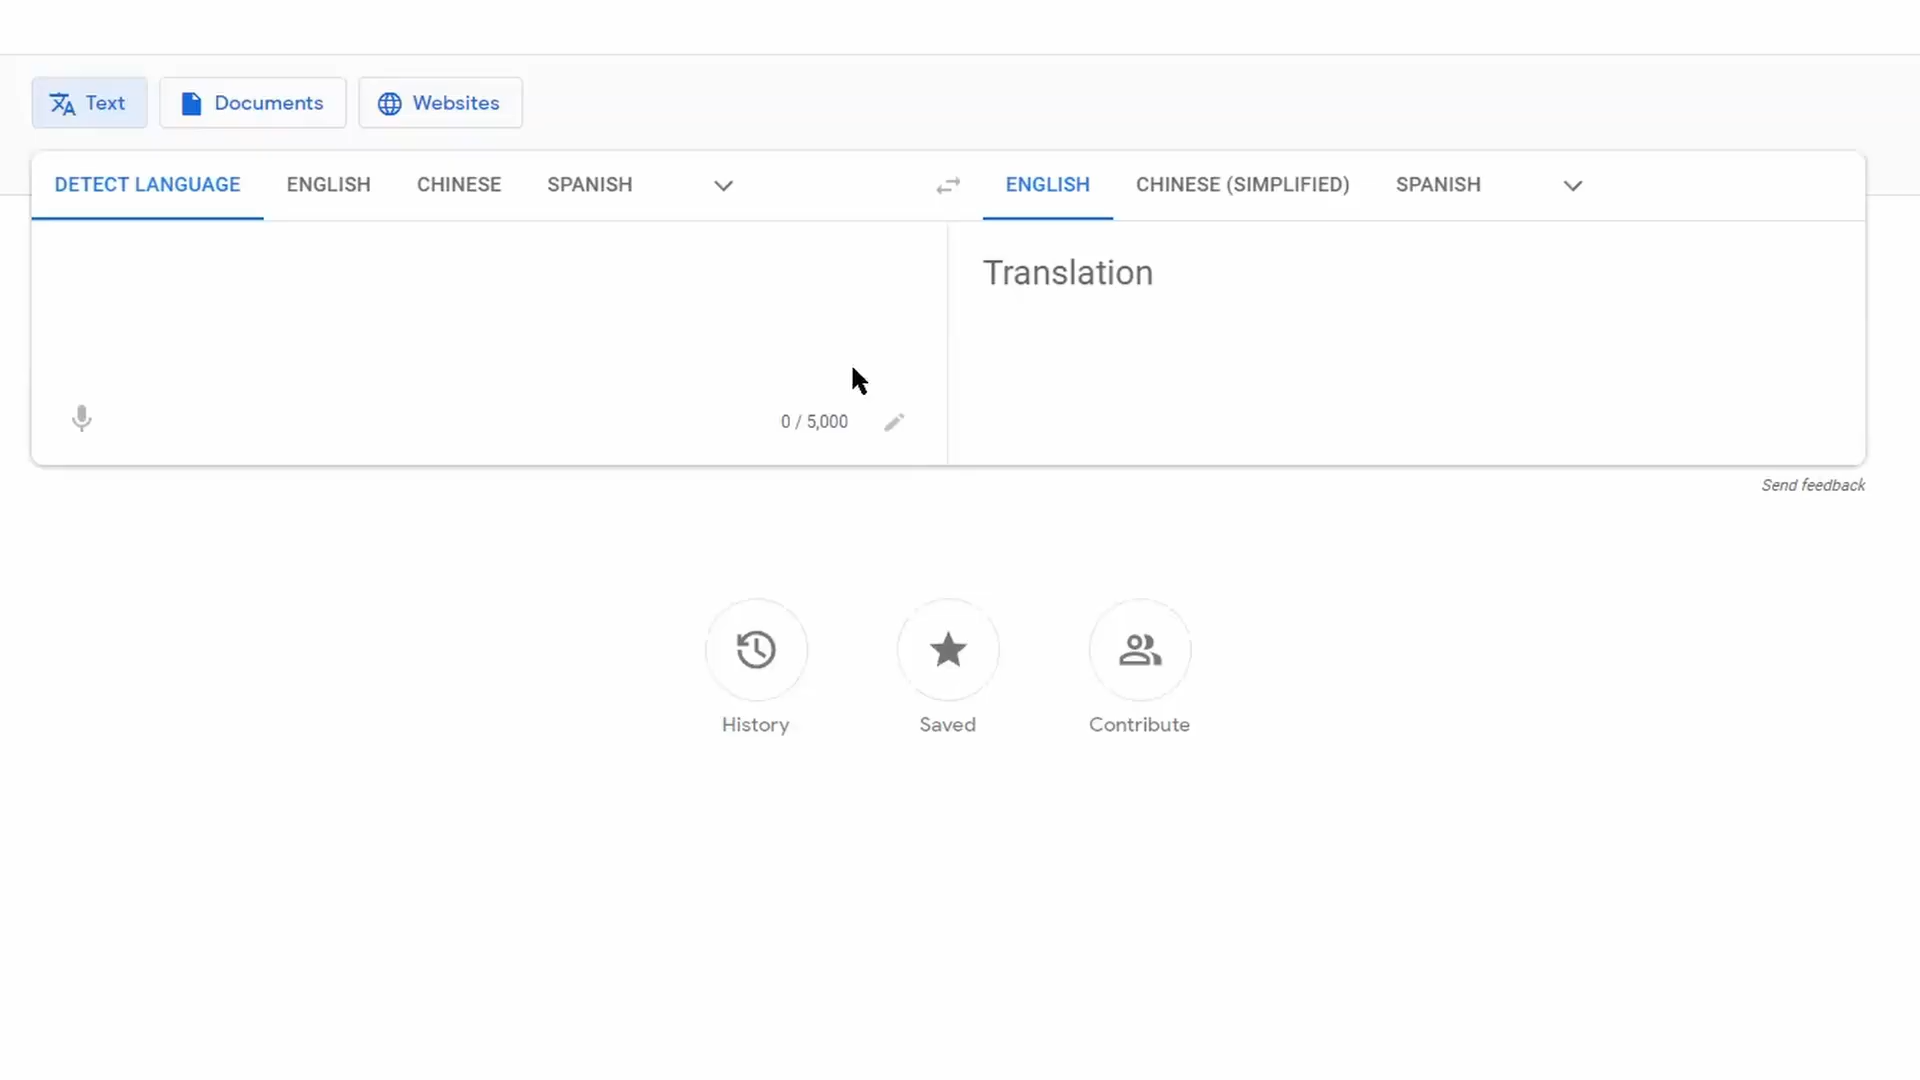 Text Documents Websites
DETECT LANGUAGE ENGLISH CHINESE SPANISH ENGLISH CHINESE (SIMPLIFIED) SPANISH
Translation
0 / 5,000
Send feedback
History Saved Contribute